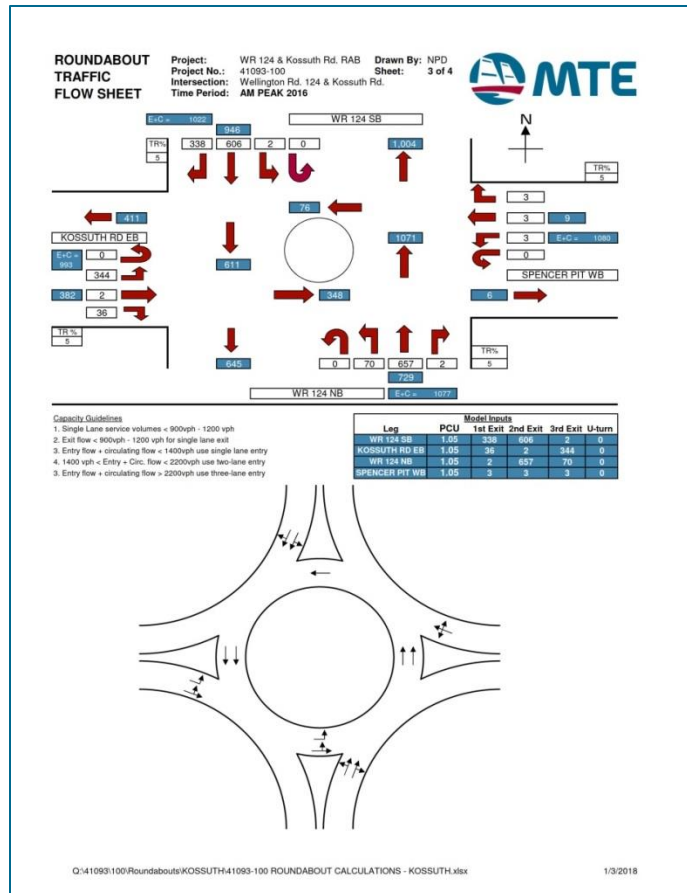 ROUNDABOUT TRAFFIC FLOW SHEET
Project: WR 124 & Kossuth Rd. RAB Drawn By: NPD
Project No.: 41093-100 Sheet: 3 of 4
Intersection: Wellington Rd. 124 & Kossuth Rd.
Time Period: AM PEAK 2016
MTE
E+C = 1022
946
WR 124 SB
N
TR%
5
338 606 2 0
1,004
TR%
5
76
3
411
3 9
KOSSUTH RD EB
1071
3 E+C = 1080
E+C = 993
0
0
611
344
SPENCER PIT WB
382 2
348
6
36
TR %
5
TR%
5
645
0 70 657 2
729
WR 124 NB
E+C = 1077
Capacity Guidelines
1. Single Lane service volumes < 900vph - 1200 vph
2. Exit flow < 900vph - 1200 vph for single lane exit
3. Entry flow + circulating flow < 1400vph use single lane entry
4. 1400 vph < Entry + Circ. flow < 2200vph use two-lane entry
3. Entry flow + circulating flow > 2200vph use three-lane entry
Model Inputs
Leg PCU 1st Exit 2nd Exit 3rd Exit U-turn
WR 124 SB 1.05 338 606 2 0
KOSSUTH RD EB 1.05 36 2 344 0
WR 124 NB 1.05 2 657 70 0
SPENCER PIT WB 1.05 3 3 3 0
Q:\41093\100\Roundabouts\KOSSUTH\41093-100 ROUNDABOUT CALCULATIONS - KOSSUTH.xlsx 1/3/2018